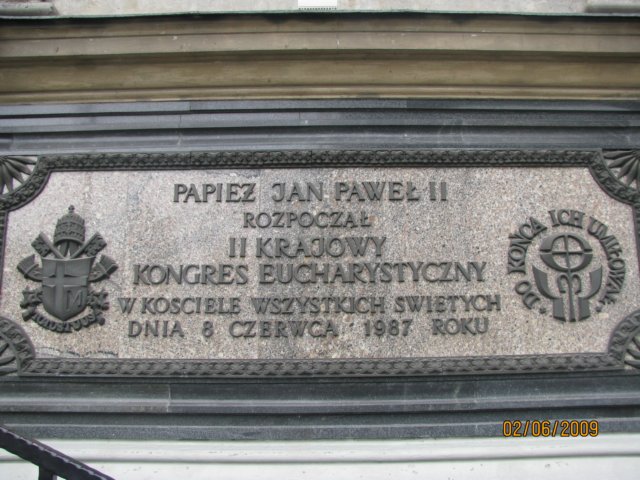 PAPIEZ JAN PAWEŁ II
ROZPOCZĄŁ
II KRAJOWY
KONGRES EUCHARYSTYCZNY
W KOSCIELE WSZYSTKICH SWIETYCH
DNIA 8 CZERWCA 1987 ROKU
DO KOŃCA ICH UMIŁOWAŁ
M
02/06/2009